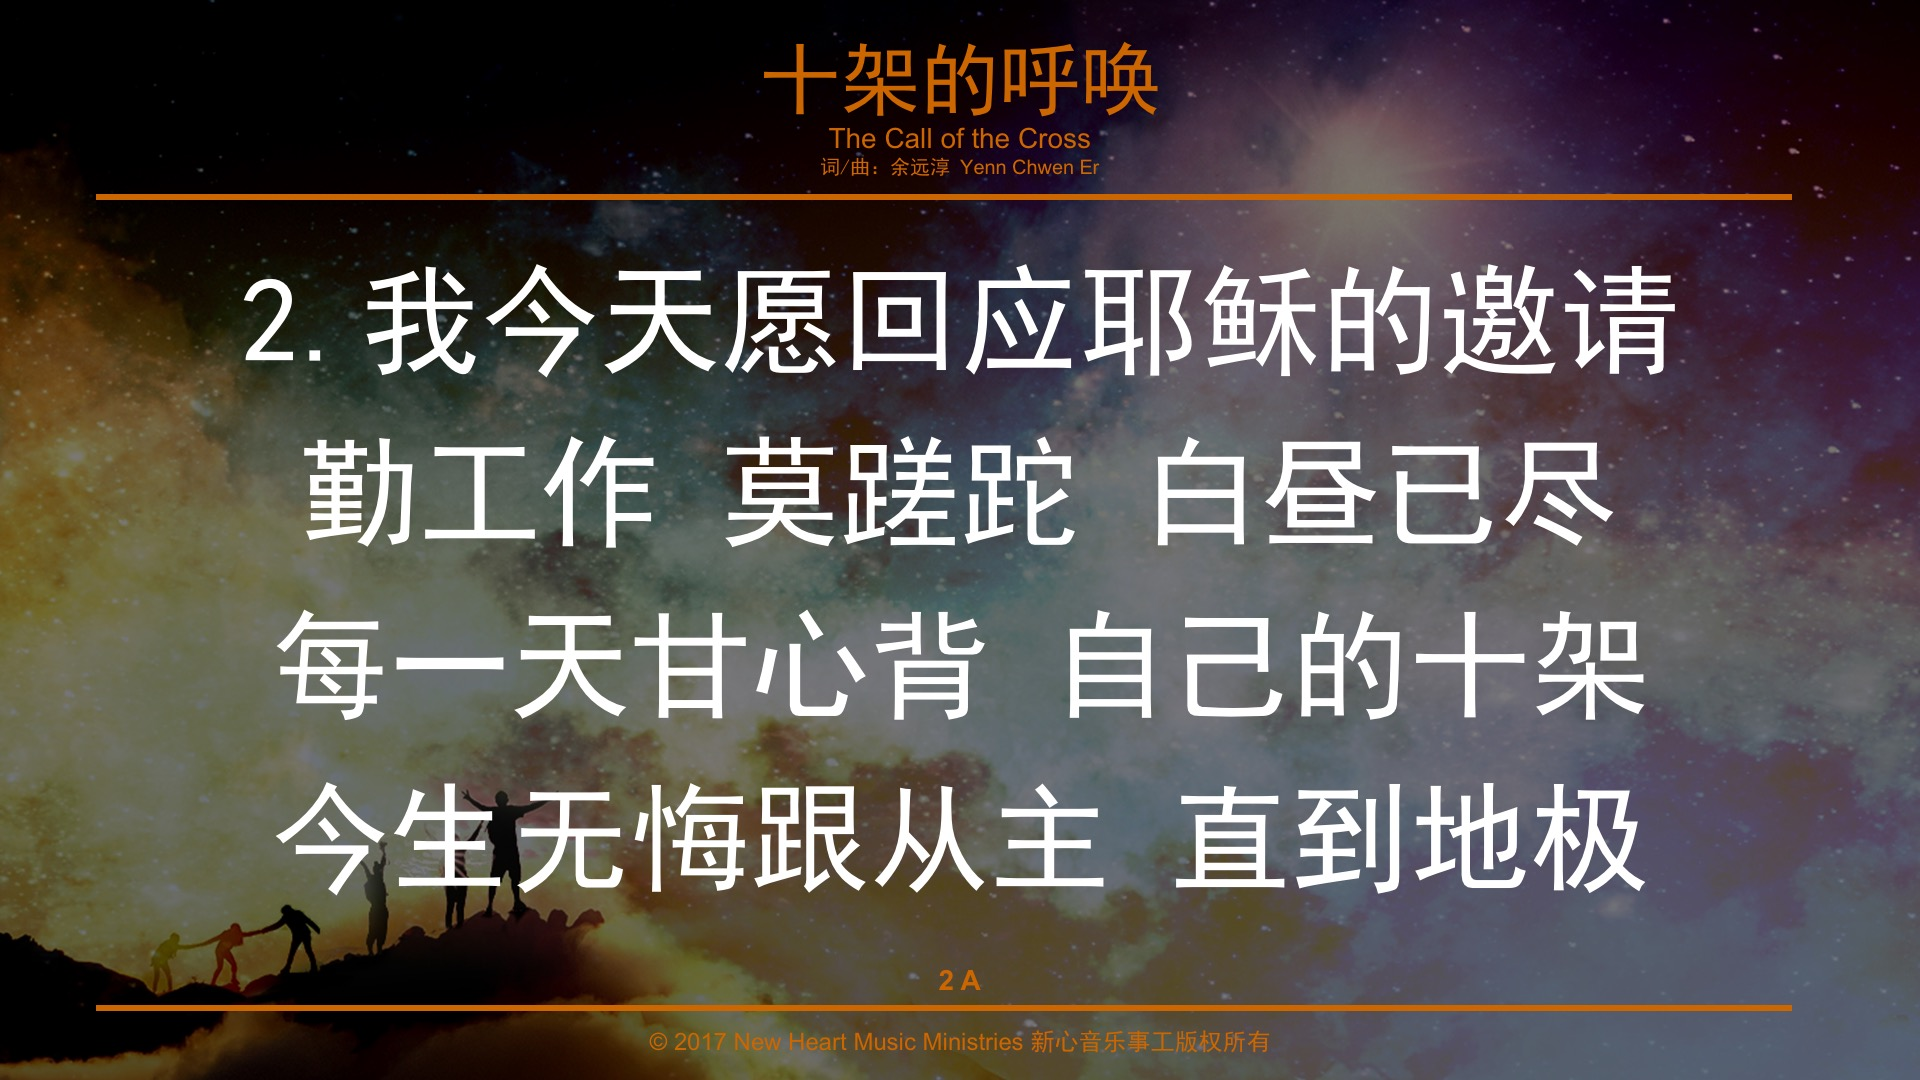 十架的呼唤
The Call of the Cross
词/曲：余远淳 Yenn Chwen Er
2.我今天愿回应耶稣的邀请
勤工作 莫蹉跎 白昼已尽
每一天甘心背 自己的十架
今生无悔跟从主 直到地极
2 A
© 2017 New Heart Music Ministries 新心音乐事工版权所有